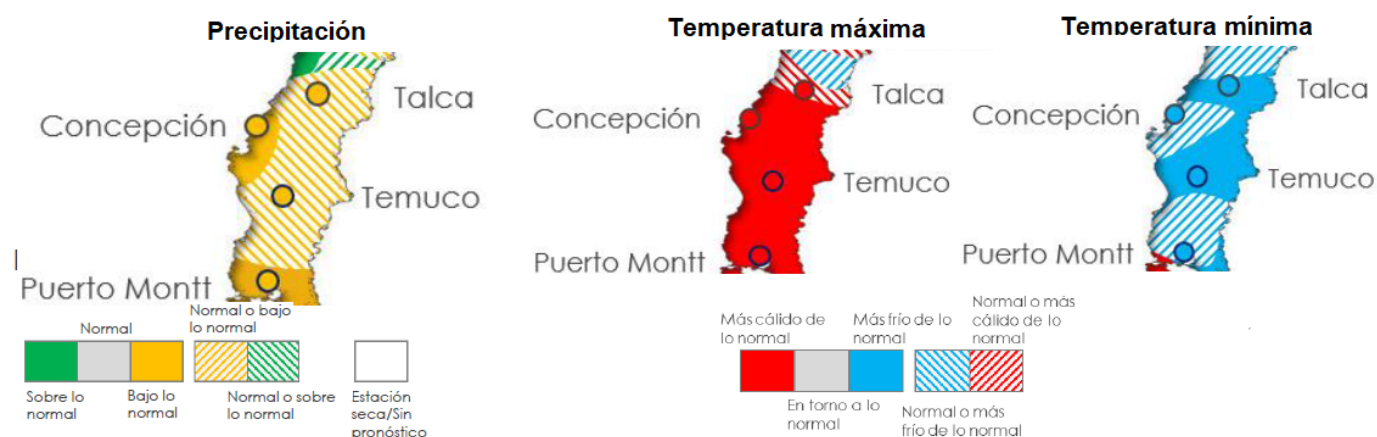 Precipitación
Talca
Concepción
Temuco
Puerto Montt
Temperatura máxima
Talca
Concepción
Temuco
Puerto Montt
Temperatura mínima
Talca
Concepción
Temuco
Puerto Montt
Normal
Normal o bajo
lo normal
Sobre lo
normal
Bajo lo
normal
Normal o sobre
lo normal
Estación
seca/Sin
pronóstico
Más cálido de
lo normal
Más frío de lo
normal
Normal o más
cálido de lo
normal
En torno a lo
normal
Normal o más
frío de lo normal